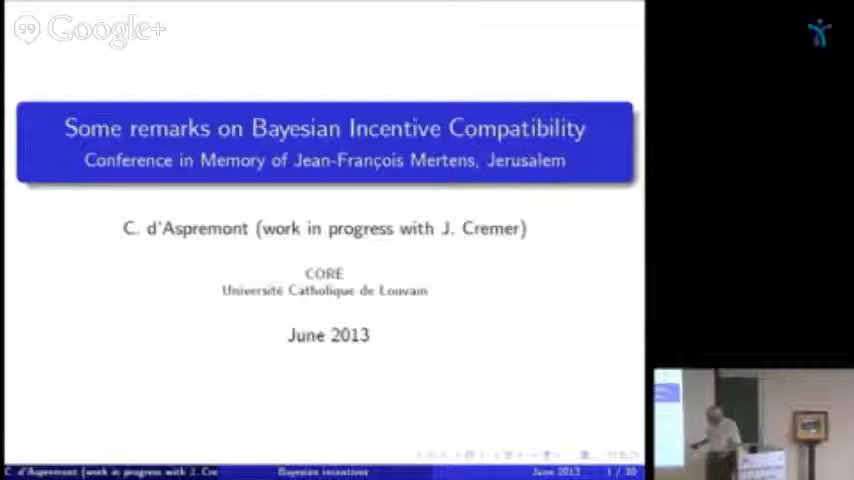 Google+
Some remarks on Bayesian Incentive Compatibility
Conference in Memory of Jean-François Mertens, Jerusalem
C. d'Aspremont (work in progress with J. Cremer)
CORE
Université Catholique de Louvain
June 2013
C. d'Aspremont (work in progress with J. Cre
Bayesian incentives
June 2013
1 / 30